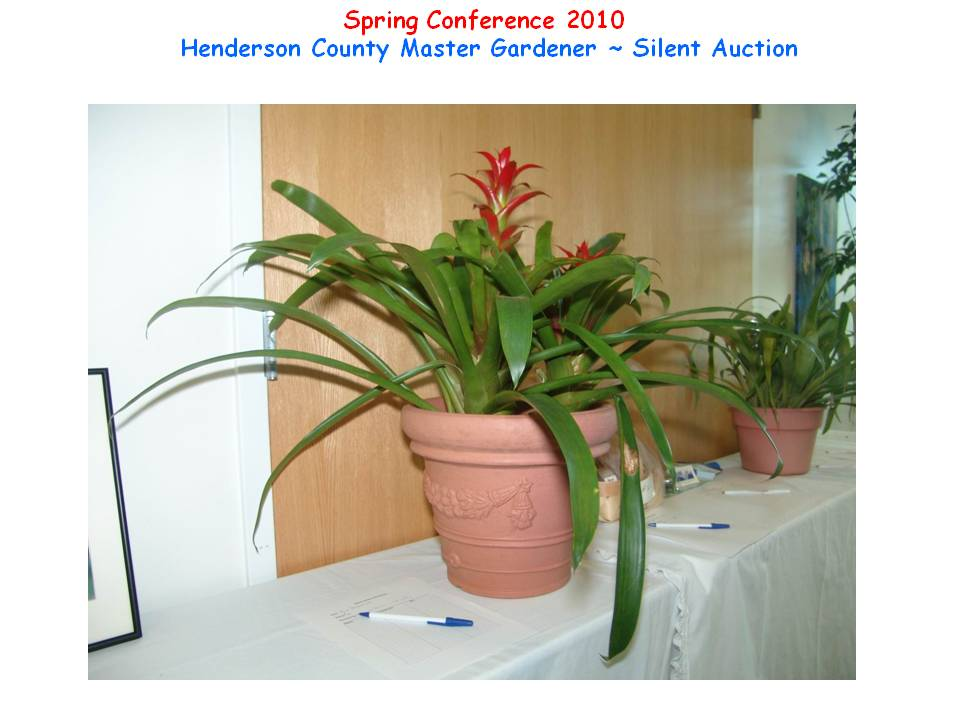 Spring Conference 2010
Henderson County Master Gardener ~ Silent Auction